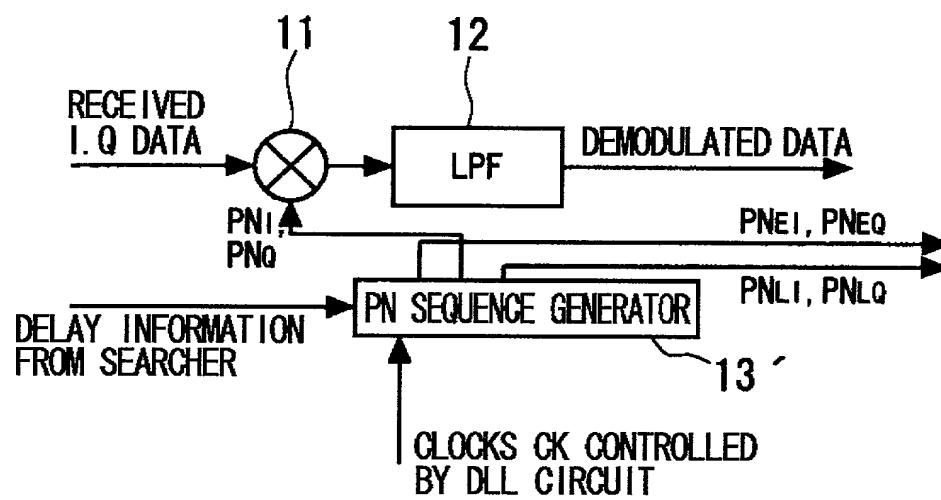 11
12
RECEIVED
I.Q DATA
LPF
DEMODULATED DATA
PNI,
PNQ
PNEI, PNEQ
PN SEQUENCE GENERATOR
PNLI, PNLQ
DELAY INFORMATION
FROM SEARCHER
13´
CLOCKS CK CONTROLLED
BY DLL CIRCUIT